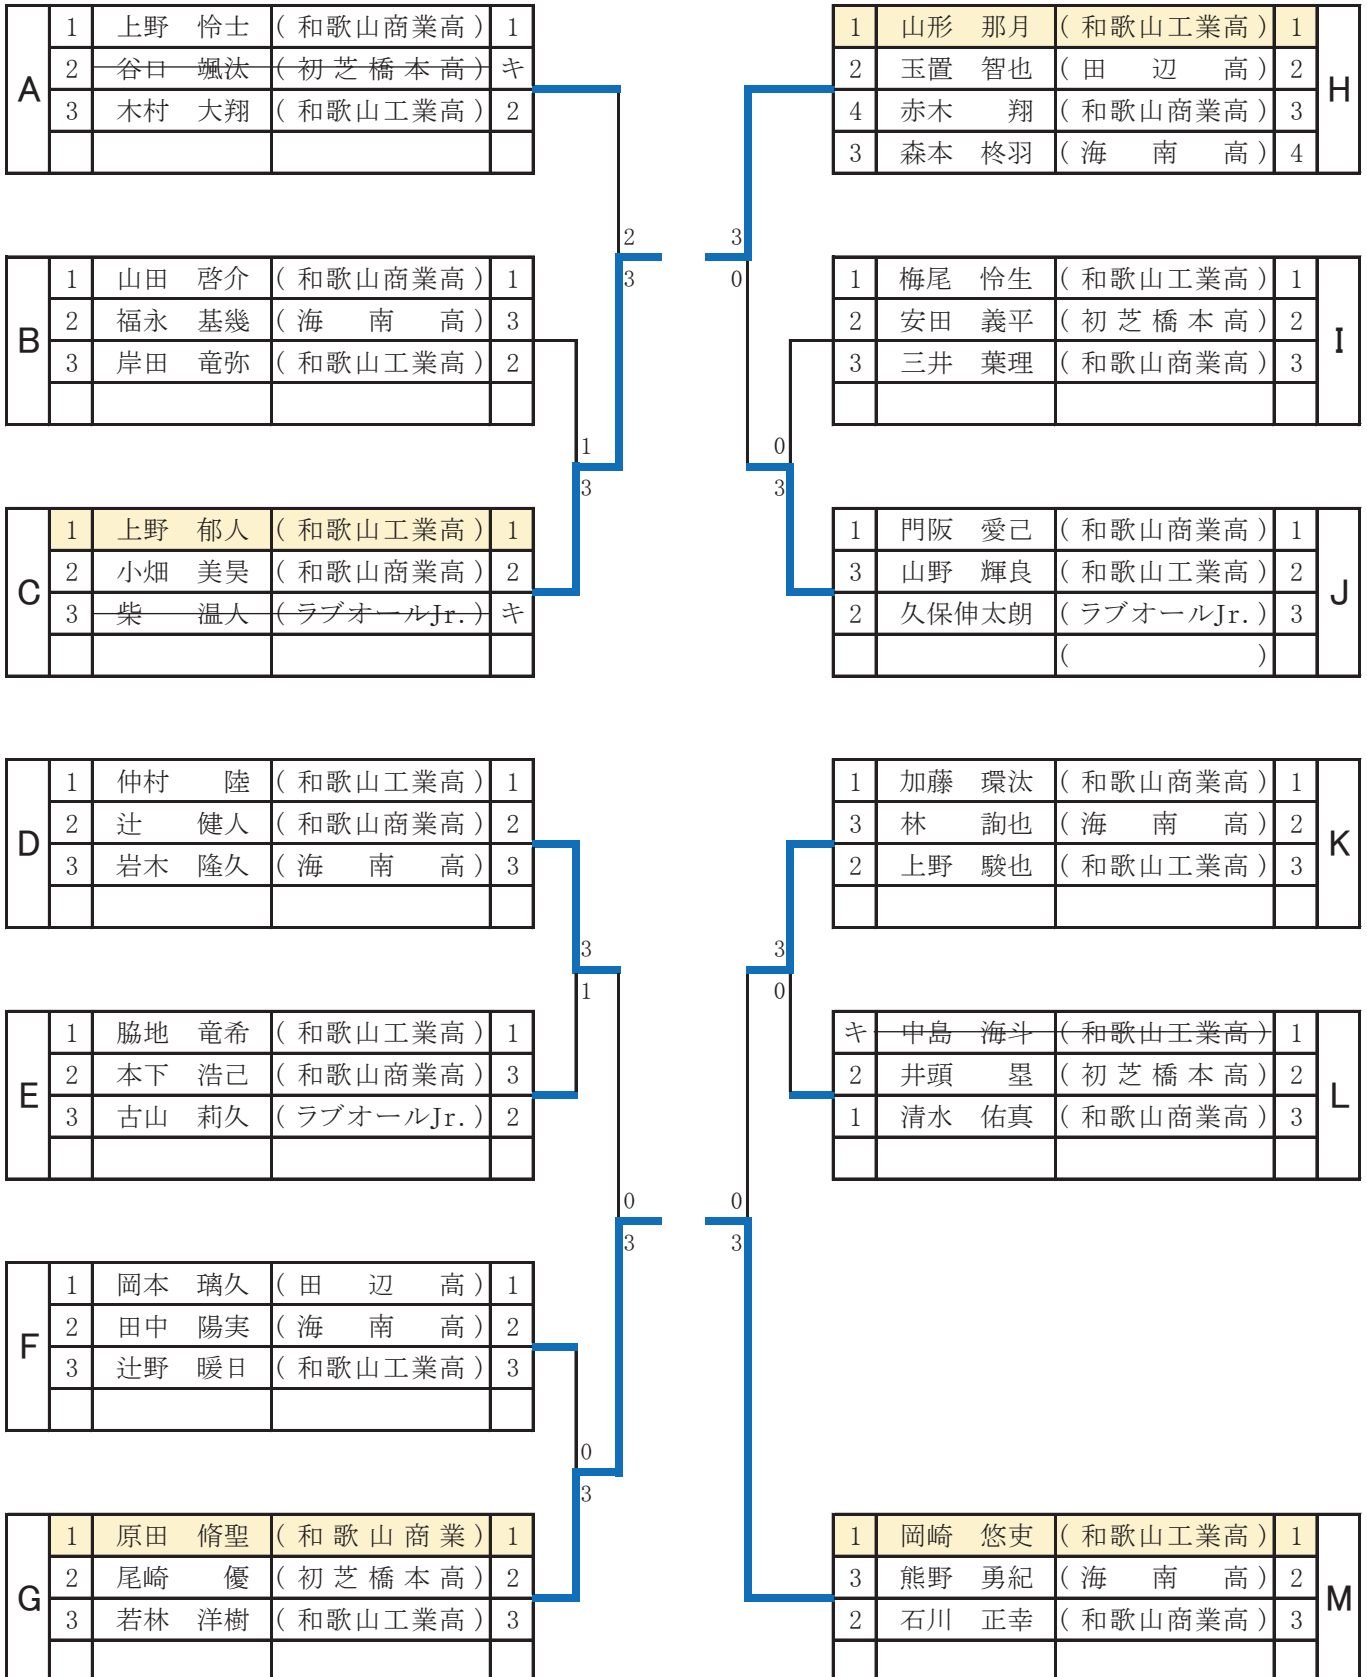 A
1 上野 怜士 (和歌山商業高) 1
2 谷口 颯汰 (初芝橋本高) キ
3 木村 大翔 (和歌山工業高) 2
B
1 山田 啓介 (和歌山商業高) 1
2 福永 基幾 (海南高) 3
3 岸田 竜弥 (和歌山工業高) 2
C
1 上野 郁人 (和歌山工業高) 1
2 小畑 美昊 (和歌山商業高) 2
3 柴 温人 (ラブオールJr.) キ
2
3
1
3
D
1 仲村 陸 (和歌山工業高) 1
2 辻 健人 (和歌山商業高) 2
3 岩木 隆久 (海南高) 3
E
1 脇地 竜希 (和歌山工業高) 1
2 本下 浩己 (和歌山商業高) 3
3 古山 莉久 (ラブオールJr.) 2
F
1 岡本 璃久 (田辺高) 1
2 田中 陽実 (海南高) 2
3 辻野 暖日 (和歌山工業高) 3
G
1 原田 脩聖 (和歌山商業) 1
2 尾崎 優 (初芝橋本高) 2
3 若林 洋樹 (和歌山工業高) 3
3
1
0
3
0
3
1 山形 那月 (和歌山工業高) 1
2 玉置 智也 (田辺高) 2
4 赤木 翔 (和歌山商業高) 3
3 森本 柊羽 (海南高) 4
H
1 梅尾 怜生 (和歌山工業高) 1
2 安田 義平 (初芝橋本高) 2
3 三井 葉理 (和歌山商業高) 3
I
1 門阪 愛己 (和歌山商業高) 1
3 山野 輝良 (和歌山工業高) 2
2 久保伸太朗 (ラブオールJr.) 3
( )
J
3
0
0
3
1 加藤 環汰 (和歌山商業高) 1
3 林 詢也 (海南高) 2
2 上野 駿也 (和歌山工業高) 3
K
キ 中島 海斗 (和歌山工業高) 1
2 井頭 塁 (初芝橋本高) 2
1 清水 佑真 (和歌山商業高) 3
L
1 岡崎 悠吏 (和歌山工業高) 1
3 熊野 勇紀 (海南高) 2
2 石川 正幸 (和歌山商業高) 3
M
3
0
0
3